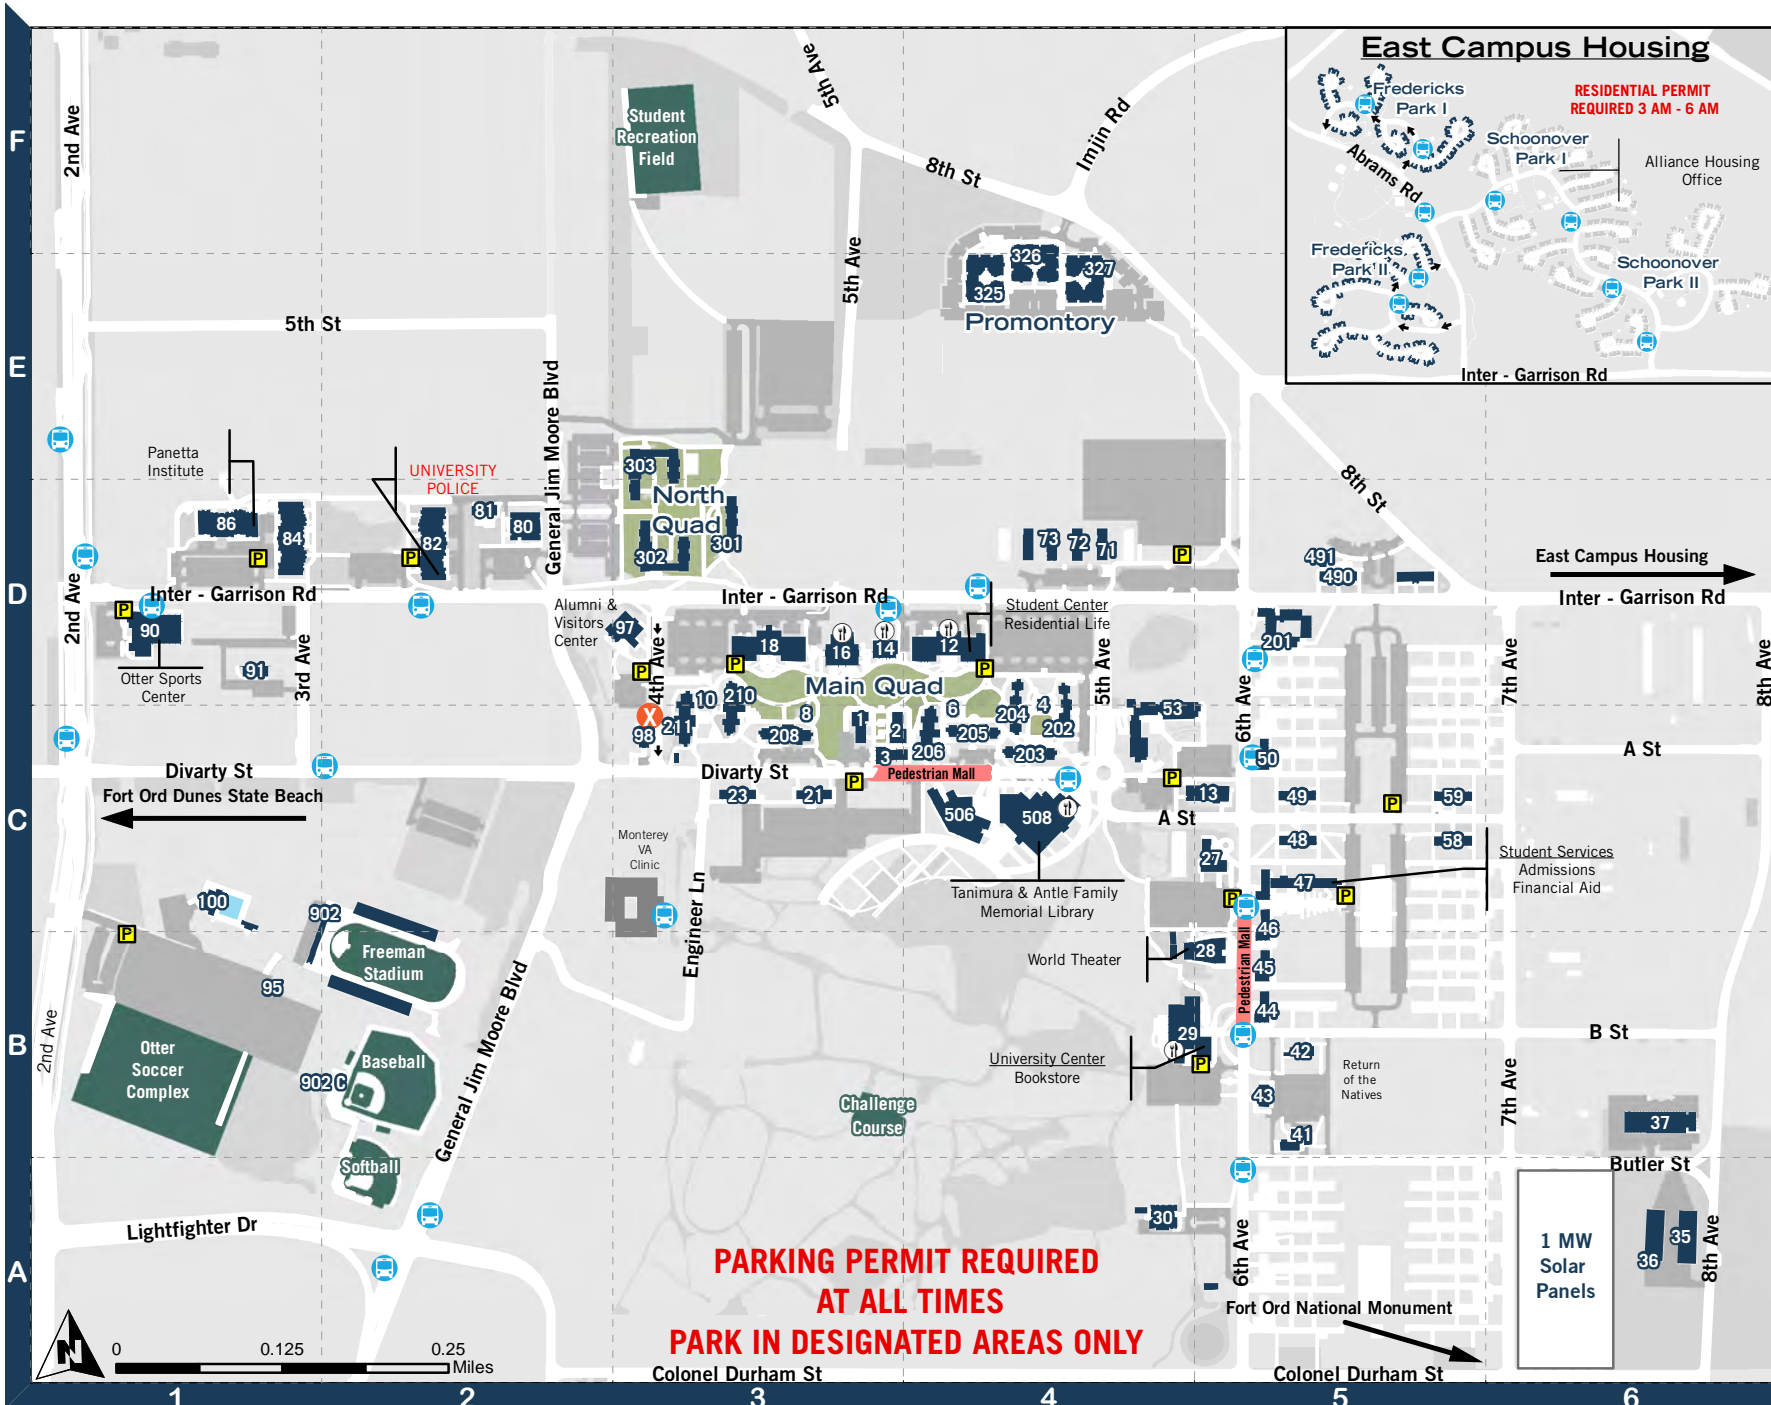 East Campus Housing
RESIDENTIAL PERMIT
REQUIRED 3 AM - 6 AM
Fredericks
Park I
Schoonover
Park I
Alliance Housing
Office
Abrams Rd
Fredericks
Park II
Schoonover
Park II
Inter - Garrison Rd
F
2nd Ave
Student
Recreation
Field
5th Ave
8th St
Imjin Rd
5th Ave
326
327
325
Promontory
5th St
E
General Jim Moore Blvd
Panetta
Institute
UNIVERSITY
POLICE
303
North
Quad
302
301
8th St
86
84
82
81
80
73
72
71
491
490
P
P
P
East Campus Housing
D
2nd Ave
Inter - Garrison Rd
Inter - Garrison Rd
Inter - Garrison Rd
P
90
Otter Sports
Center
91
3rd Ave
Alumni &
Visitors
Center
97
4th Ave
P
18
16
14
12
P
P
Student Center
Residential Life
Main Quad
5th Ave
6th Ave
201
7th Ave
8th Ave
10
210
211
X
98
8
208
1
2
3
6
206
205
204
4
202
203
53
50
A St
Divarty St
Divarty St
Pedestrian Mall
P
P
Fort Ord Dunes State Beach
C
23
21
506
508
13
49
P
59
A St
48
58
Monterey
VA
Clinic
27
47
P
P
Student Services
Admissions
Financial Aid
Tanimura & Antle Family
Memorial Library
Engineer Ln
100
902
P
Freeman
Stadium
95
46
World Theater
28
Pedestrian Mall
45
44
B
2nd Ave
Otter
Soccer
Complex
902 C
Baseball
General Jim Moore Blvd
29
P
University Center
Bookstore
42
Return
of the
Natives
43
41
B St
7th Ave
37
Challenge
Course
Softball
Butler St
Lightfighter Dr
30
6th Ave
1 MW
Solar
Panels
36
35
8th Ave
A
PARKING PERMIT REQUIRED
AT ALL TIMES
PARK IN DESIGNATED AREAS ONLY
Fort Ord National Monument
N
0 0.125 0.25
Miles
Colonel Durham St
Colonel Durham St
1 2 3 4 5 6